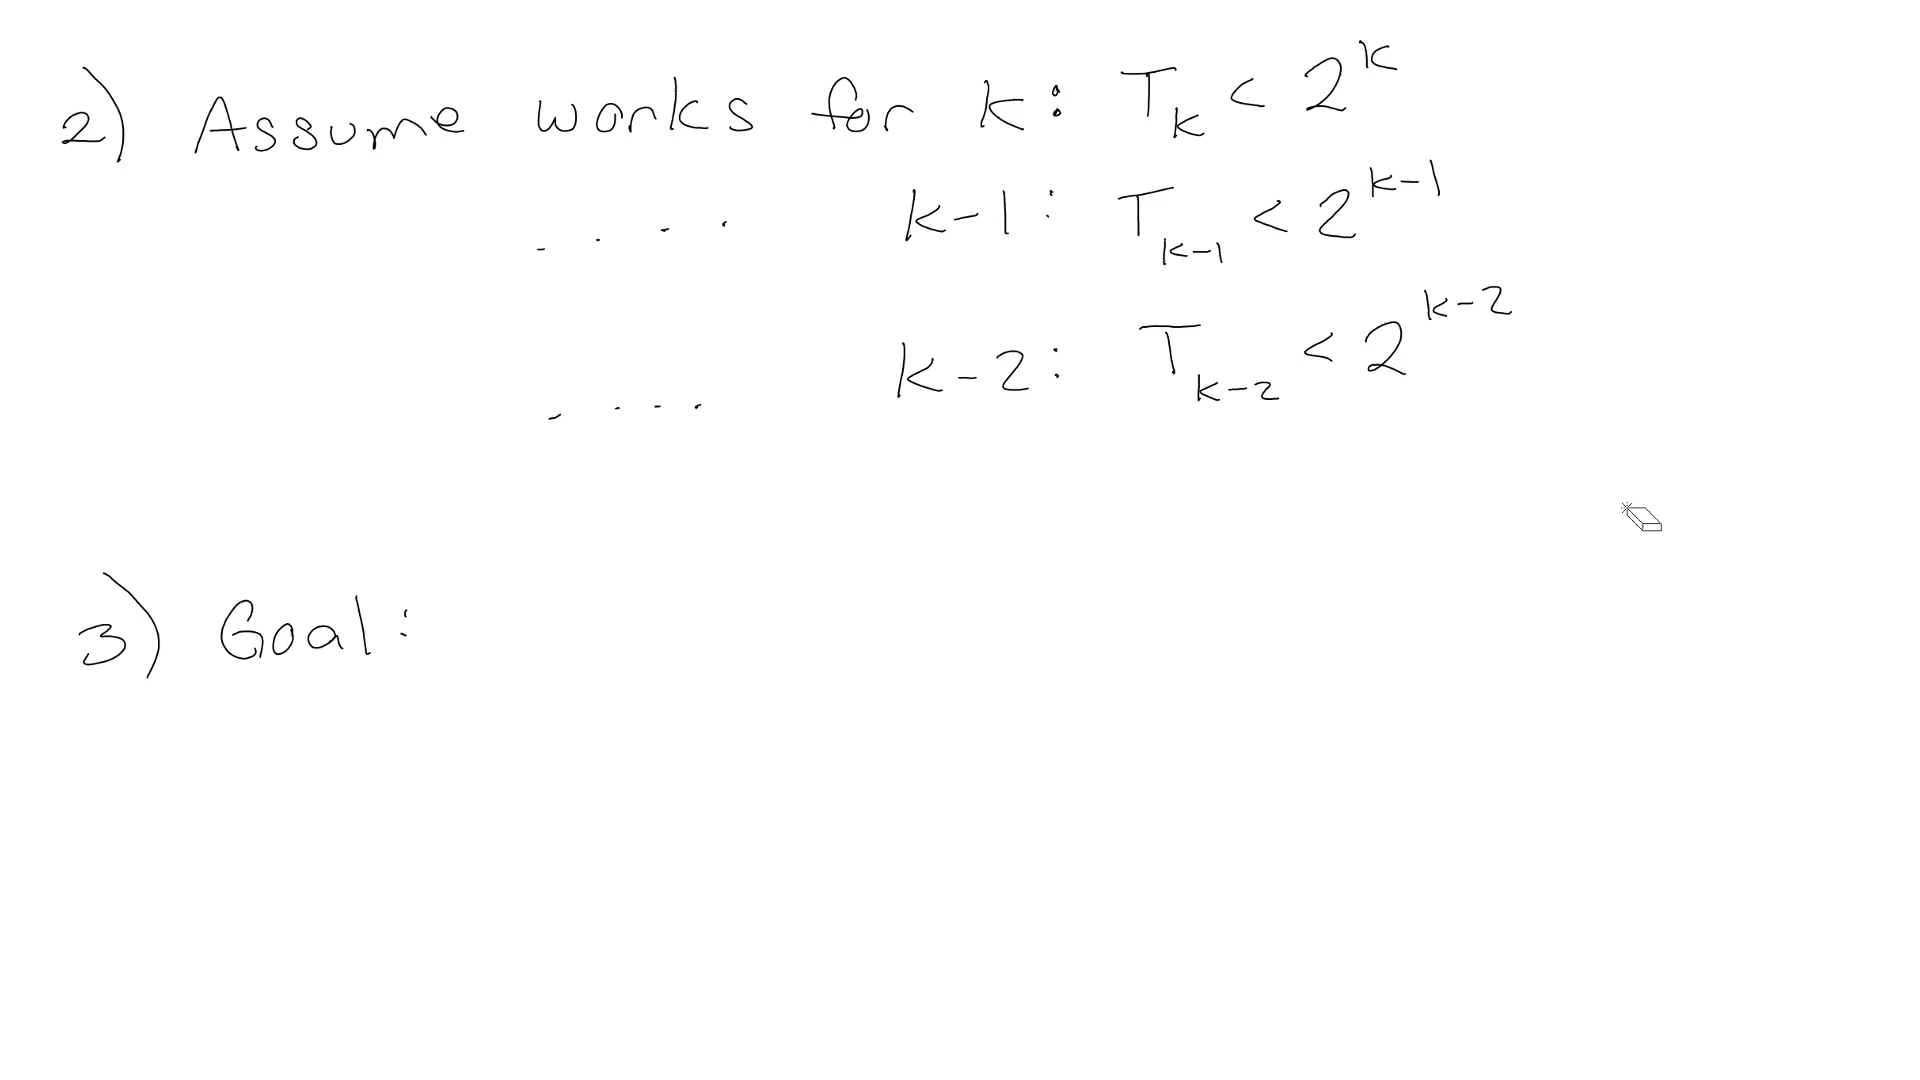 2) Assume works for k: T_k < 2^k
.... k-1: T_{k-1} < 2^{k-1}
.... k-2: T_{k-2} < 2^{k-2}
3) Goal: